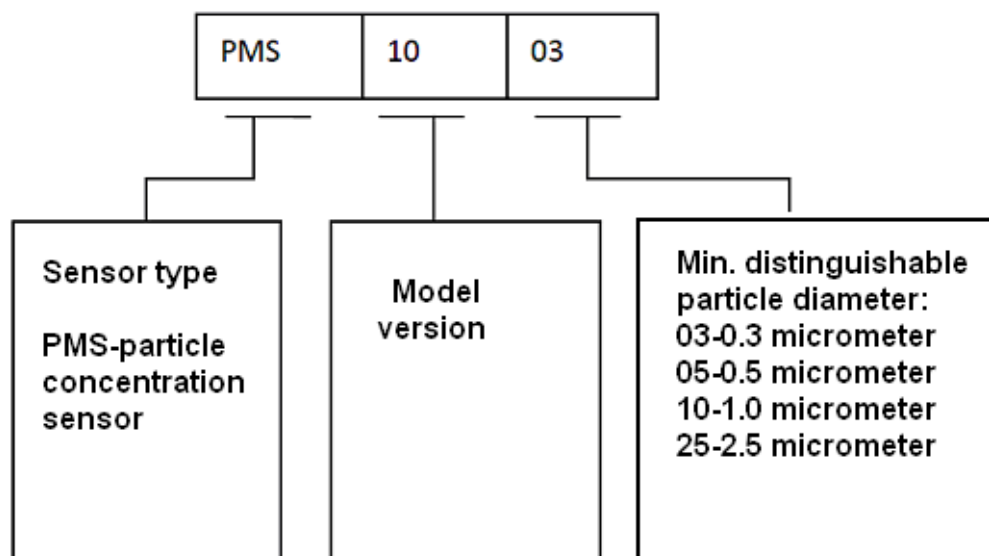 PMS 10 03
Sensor type
PMS-particle
concentration
sensor
Model
version
Min. distinguishable
particle diameter:
03-0.3 micrometer
05-0.5 micrometer
10-1.0 micrometer
25-2.5 micrometer